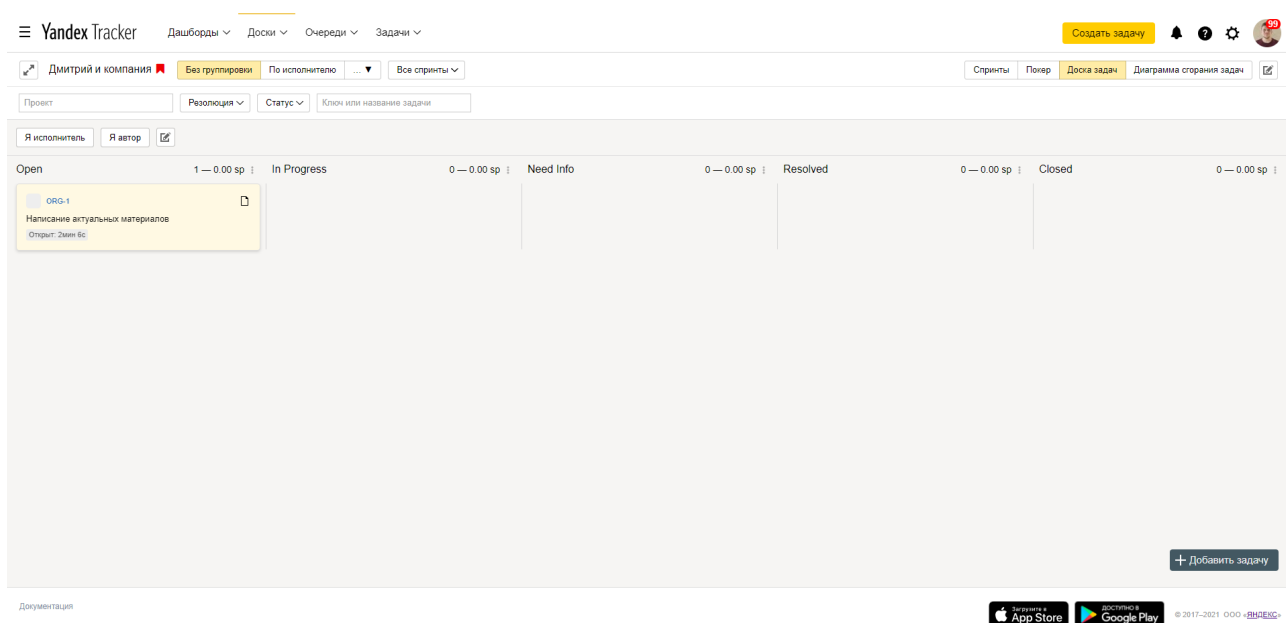 Yandex Tracker Дашборды Доски Очереди Задачи Создать задачу 99
Дмитрий и компания Без группировки По исполнителю ... ▼ Все спринты Спринты Покер Доска задач Диаграмма сгорания задач
Проект Резолюция Статус Ключ или название задачи
Я исполнитель Я автор
Open 1 — 0.00 sp In Progress 0 — 0.00 sp Need Info 0 — 0.00 sp Resolved 0 — 0.00 sp Closed 0 — 0.00 sp
ORG-1
Написание актуальных материалов
Открыт: 2мин 6с
+ Добавить задачу
Документация Загрузите в App Store ДОСТУПНО В Google Play © 2017–2021 ООО «ЯНДЕКС»